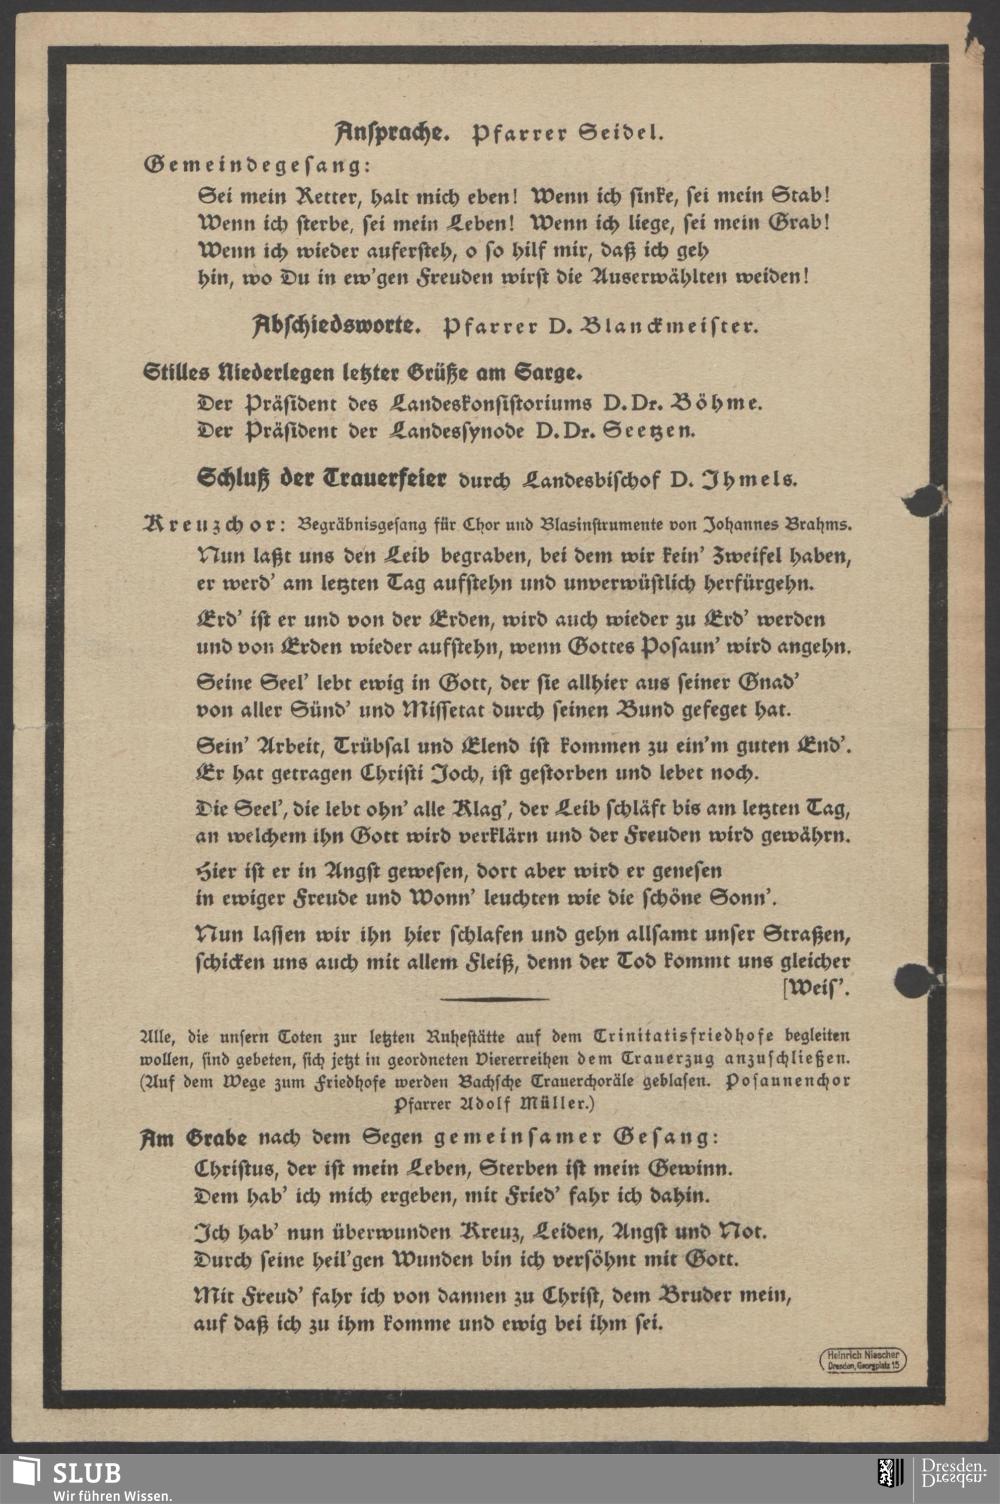 Ansprache. Pfarrer Seidel.
Gemeindegesang:
Sei mein Retter, halt mich eben! Wenn ich sinke, sei mein Stab!
Wenn ich sterbe, sei mein Leben! Wenn ich liege, sei mein Grab!
Wenn ich wieder aufersteh, o so hilf mir, daß ich geh
hin, wo Du in ew'gen Freuden wirst die Auserwählten weiden!
Abschiedsworte. Pfarrer D. Blanckmeister.
Stilles Niederlegen letzter Grüße am Sarge.
Der Präsident des Landeskonsistoriums D. Dr. Böhme.
Der Präsident der Landessynode D. Dr. Seetzen.
Schluß der Trauerfeier durch Landesbischof D. Ihmels.
Kreuzchor: Begräbnisgesang für Chor und Blasinstrumente von Johannes Brahms.
Nun laßt uns den Leib begraben, bei dem wir kein' Zweifel haben,
er werd' am letzten Tag aufstehn und unverwüstlich herfürgehn.
Erd' ist er und von der Erden, wird auch wieder zu Erd' werden
und von Erden wieder aufstehn, wenn Gottes Posaun' wird angehn.
Seine Seel' lebt ewig in Gott, der sie allhier aus seiner Gnad'
von aller Sünd' und Missetat durch seinen Bund gefeget hat.
Sein' Arbeit, Trübsal und Elend ist kommen zu ein'm guten End'.
Er hat getragen Christi Joch, ist gestorben und lebet noch.
Die Seel', die lebt ohn' alle Klag', der Leib schläft bis am letzten Tag,
an welchem ihn Gott wird verklärn und der Freuden wird gewährn.
Hier ist er in Angst gewesen, dort aber wird er genesen
in ewiger Freude und Wonn' leuchten wie die schöne Sonn'.
Nun lassen wir ihn hier schlafen und gehn allsamt unser Straßen,
schicken uns auch mit allem Fleiß, denn der Tod kommt uns gleicher
[Weis'.
Alle, die unsern Toten zur letzten Ruhestätte auf dem Trinitatisfriedhofe begleiten
wollen, sind gebeten, sich jetzt in geordneten Viererreihen dem Trauerzug anzuschließen.
(Auf dem Wege zum Friedhofe werden Bachsche Trauerchoräle geblasen. Posaunenchor
Pfarrer Adolf Müller.)
Am Grabe nach dem Segen gemeinsamer Gesang:
Christus, der ist mein Leben, Sterben ist mein Gewinn.
Dem hab' ich mich ergeben, mit Fried' fahr ich dahin.
Ich hab' nun überwunden Kreuz, Leiden, Angst und Not.
Durch seine heil'gen Wunden bin ich versöhnt mit Gott.
Mit Freud' fahr ich von dannen zu Christ, dem Bruder mein,
auf daß ich zu ihm komme und ewig bei ihm sei.
Heinrich Niescher
Dresden, Georgplatz 15
SLUB
Wir führen Wissen.
Dresden.
Dresden.